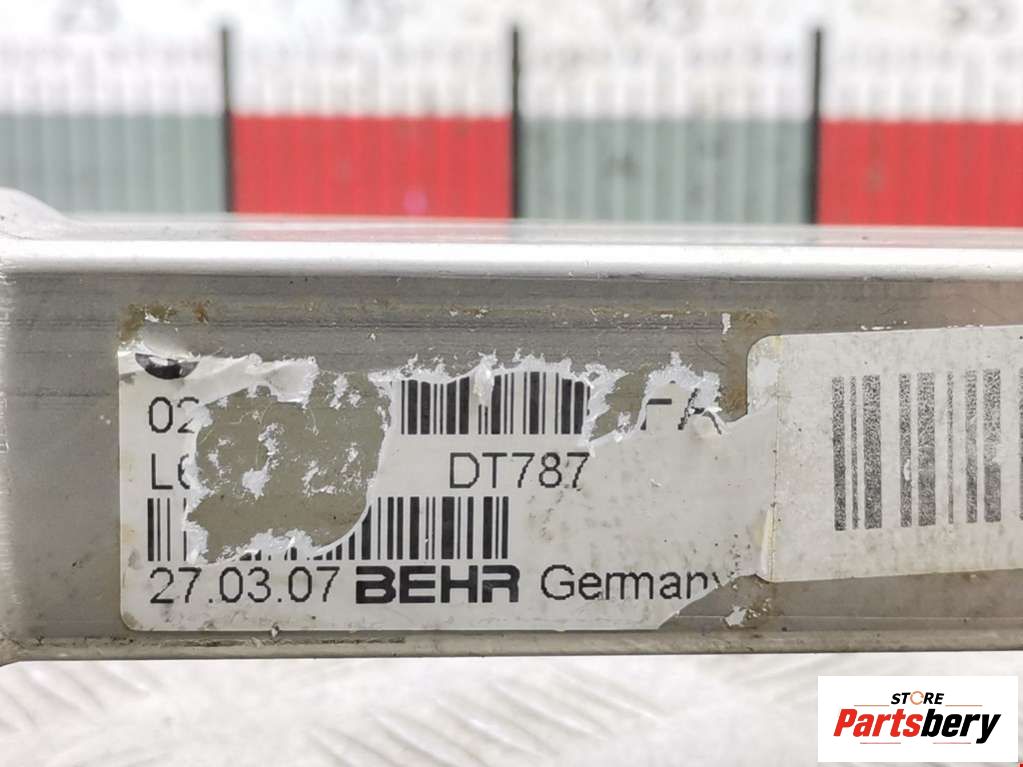 02
DT787
27.03.07 BEHR Germany
STORE
Partsbery